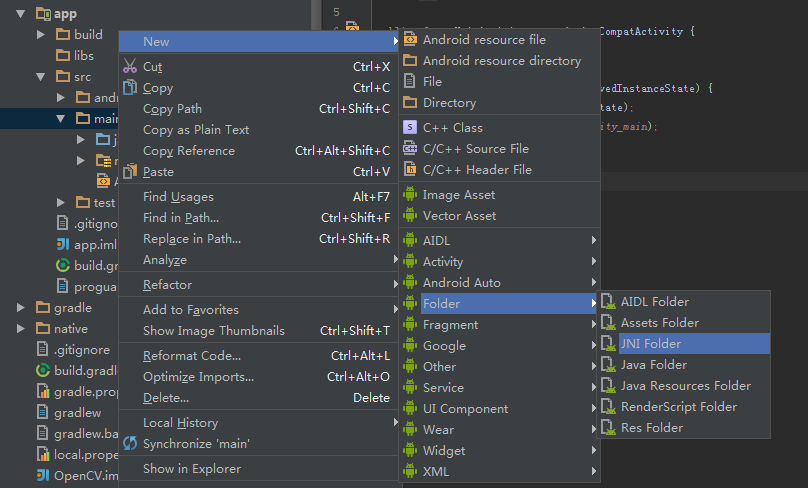 app
build
libs
src
main
test
.gitignore
app.iml
build.gr
progua
gradle
native
.gitignore
build.gradle
gradle.prop
gradlew
gradlew.ba
local.prope
OpenCV.im
New
Cut Ctrl+X
Copy Ctrl+C
Copy Path Ctrl+Shift+C
Copy as Plain Text
Copy Reference Ctrl+Alt+Shift+C
Paste Ctrl+V
Find Usages Alt+F7
Find in Path... Ctrl+Shift+F
Replace in Path... Ctrl+Shift+R
Analyze
Refactor
Add to Favorites
Show Image Thumbnails Ctrl+Shift+T
Reformat Code... Ctrl+Alt+L
Optimize Imports... Ctrl+Alt+O
Delete... Delete
Local History
Synchronize 'main'
Show in Explorer
5
CompatActivity {
vedInstanceState) {
tate);
ity_main);
Android resource file
Android resource directory
File
Directory
C++ Class
C/C++ Source File
C/C++ Header File
Image Asset
Vector Asset
AIDL
Activity
Android Auto
Folder
Fragment
Google
Other
Service
UI Component
Wear
Widget
XML
AIDL Folder
Assets Folder
JNI Folder
Java Folder
Java Resources Folder
RenderScript Folder
Res Folder